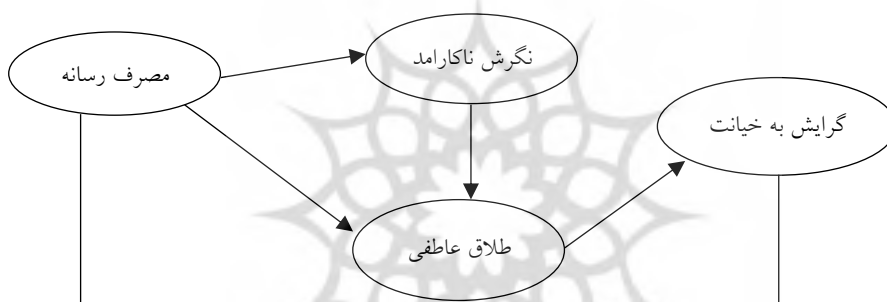 نگرش ناکارامد
مصرف رسانه
گرایش به خیانت
طلاق عاطفی